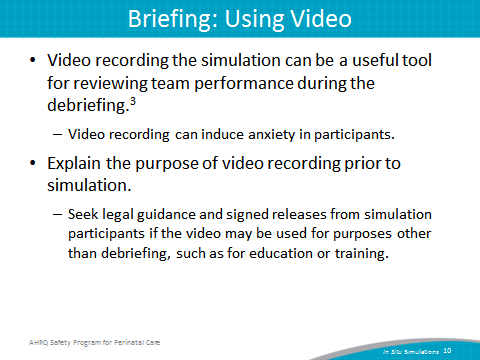 Briefing: Using Video
• Video recording the simulation can be a useful tool
for reviewing team performance during the
debriefing.³
– Video recording can induce anxiety in participants.
• Explain the purpose of video recording prior to
simulation.
– Seek legal guidance and signed releases from simulation
participants if the video may be used for purposes other
than debriefing, such as for education or training.
AHRQ Safety Program for Perinatal Care
In Situ Simulations 10